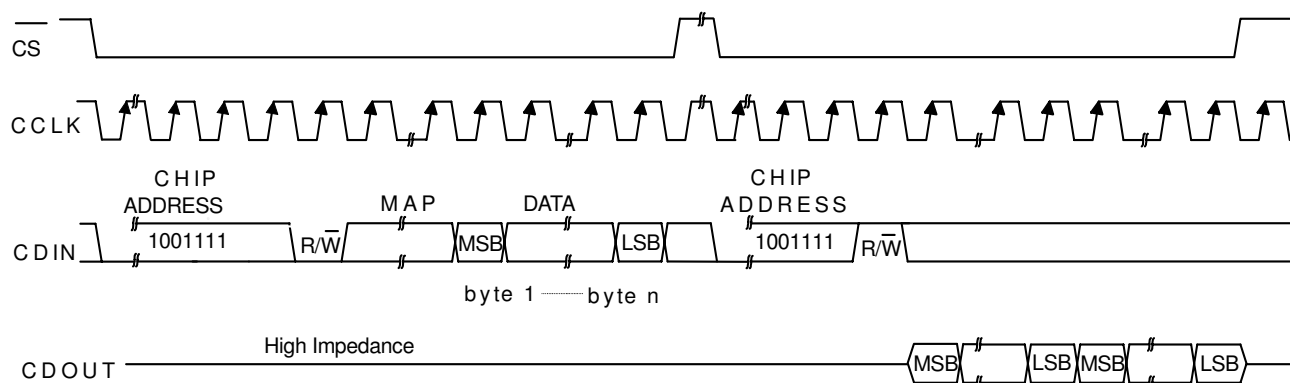 CS
CCLK
CHIP
ADDRESS
MAP
DATA
CHIP
ADDRESS
CDIN
1001111
R/W
MSB
LSB
1001111
R/W
byte 1
byte n
High Impedance
CDOUT
MSB
LSB
MSB
LSB